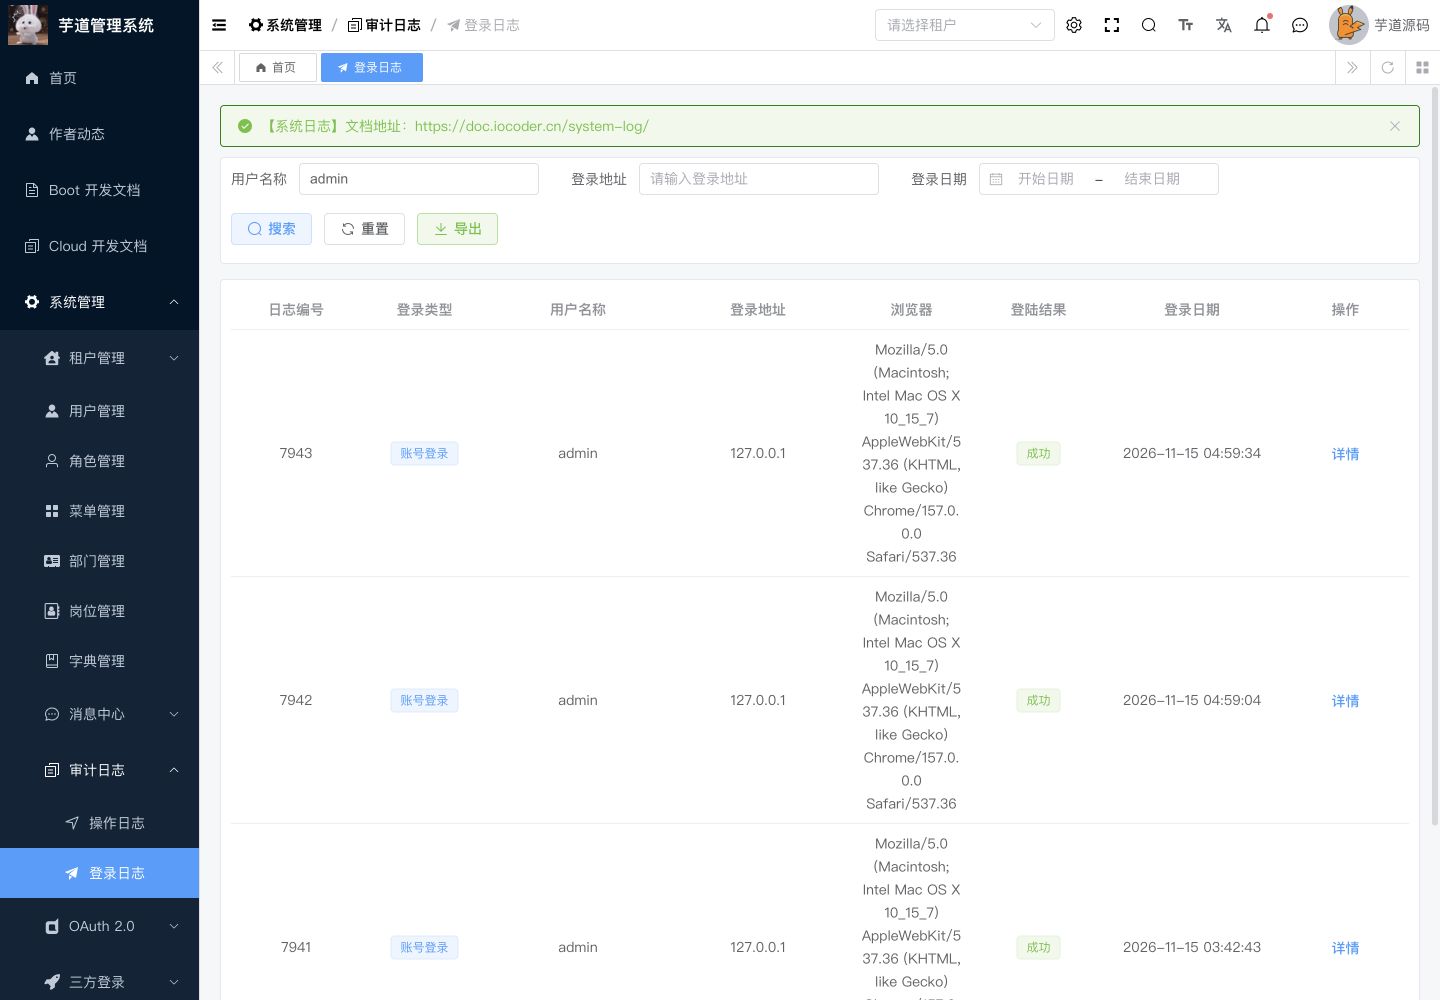 芋道管理系统
首页
作者动态
Boot 开发文档
Cloud 开发文档
系统管理
租户管理
用户管理
角色管理
菜单管理
部门管理
岗位管理
字典管理
消息中心
审计日志
操作日志
登录日志
OAuth 2.0
三方登录
系统管理 / 审计日志 / 登录日志
请选择租户
芋道源码
首页
登录日志
【系统日志】文档地址：https://doc.iocoder.cn/system-log/
用户名称 admin 登录地址 请输入登录地址 登录日期 开始日期 - 结束日期
搜索 重置 导出
日志编号 登录类型 用户名称 登录地址 浏览器 登陆结果 登录日期 操作
7943 账号登录 admin 127.0.0.1
Mozilla/5.0
(Macintosh;
Intel Mac OS X
10_15_7)
AppleWebKit/5
37.36 (KHTML,
like Gecko)
Chrome/157.0.
0.0
Safari/537.36
成功 2026-11-15 04:59:34 详情
7942 账号登录 admin 127.0.0.1
Mozilla/5.0
(Macintosh;
Intel Mac OS X
10_15_7)
AppleWebKit/5
37.36 (KHTML,
like Gecko)
Chrome/157.0.
0.0
Safari/537.36
成功 2026-11-15 04:59:04 详情
7941 账号登录 admin 127.0.0.1
Mozilla/5.0
(Macintosh;
Intel Mac OS X
10_15_7)
AppleWebKit/5
37.36 (KHTML,
like Gecko)
成功 2026-11-15 03:42:43 详情